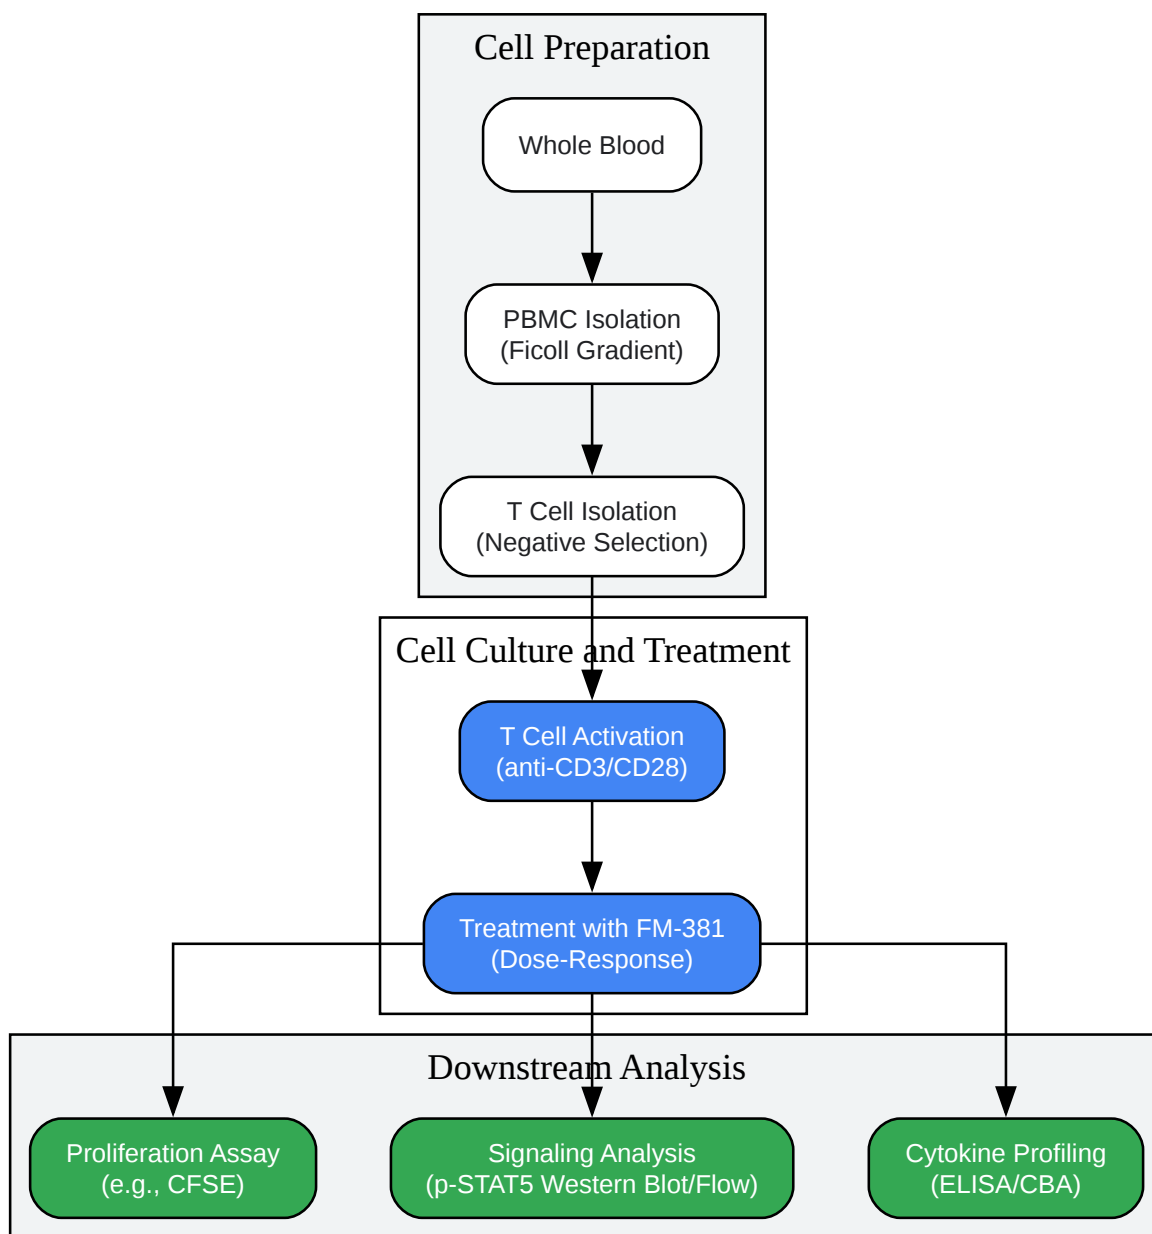 Cell Preparation
Whole Blood
PBMC Isolation
(Ficoll Gradient)
T Cell Isolation
(Negative Selection)
Cell Culture and Treatment
T Cell Activation
(anti-CD3/CD28)
Treatment with FM-381
(Dose-Response)
Downstream Analysis
Proliferation Assay
(e.g., CFSE)
Signaling Analysis
(p-STAT5 Western Blot/Flow)
Cytokine Profiling
(ELISA/CBA)